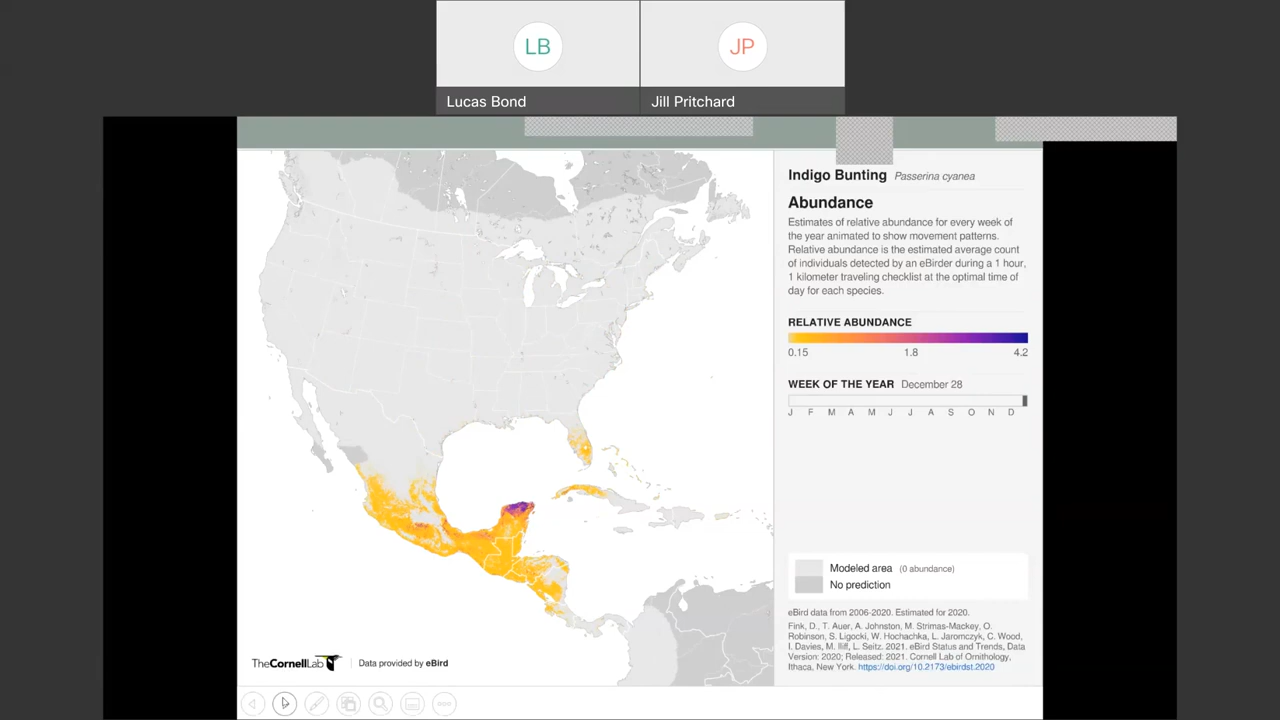 LB
JP
Lucas Bond
Jill Pritchard
Indigo Bunting Passerina cyanea
Abundance
Estimates of relative abundance for every week of
the year animated to show movement patterns.
Relative abundance is the estimated average count
of individuals detected by an eBirder during a 1 hour,
1 kilometer traveling checklist at the optimal time of
day for each species.
RELATIVE ABUNDANCE
0.15 1.8 4.2
WEEK OF THE YEAR December 28
J F M A M J J A S O N D
Modeled area (0 abundance)
No prediction
eBird data from 2006-2020. Estimated for 2020.
Fink, D., T. Auer, A. Johnston, M. Strimas-Mackey, O.
Robinson, S. Ligocki, W. Hochachka, L. Jaromczyk, C. Wood,
I. Davies, M. Iliff, L. Seitz. 2021. eBird Status and Trends, Data
Version: 2020; Released: 2021. Cornell Lab of Ornithology,
Ithaca, New York. https://doi.org/10.2173/ebirdst.2020
TheCornellLab Data provided by eBird